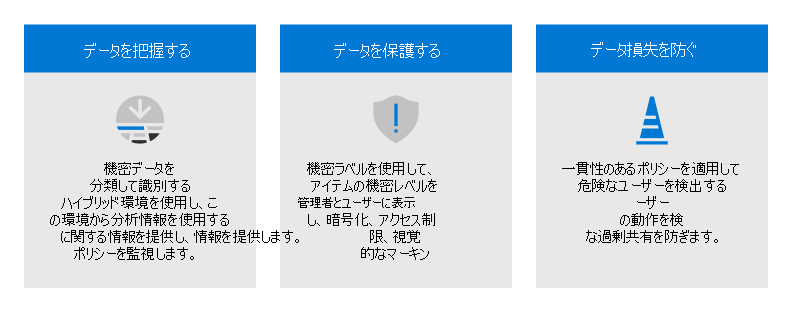 データを把握する
機密データを
分類して識別する
ハイブリッド環境を使用し、こ
の環境から分析情報を使用する
に関する情報を提供し、情報を提供します。
ポリシーを監視します。
データを保護する
機密ラベルを使用して、
アイテムの機密レベルを
管理者とユーザーに表示
し、暗号化、アクセス制
限、視覚
的なマーキン
データ損失を防ぐ
一貫性のあるポリシーを適用して
危険なユーザーを検出する
ーザー
の動作を検
な過剰共有を防ぎます。